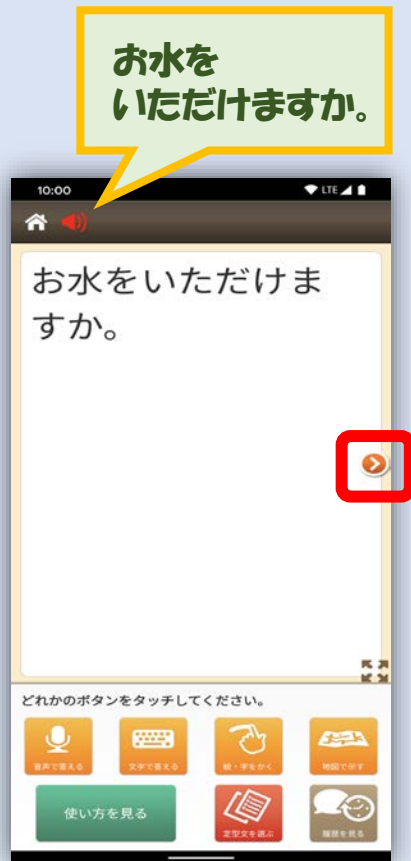 お水を
いただけますか。
10:00
LTE
お水をいただけま
すか。
どれかのボタンをタッチしてください。
音声で答える
文字で答える
絵・字をかく
地図で示す
使い方を見る
定型文を選ぶ
履歴を見る